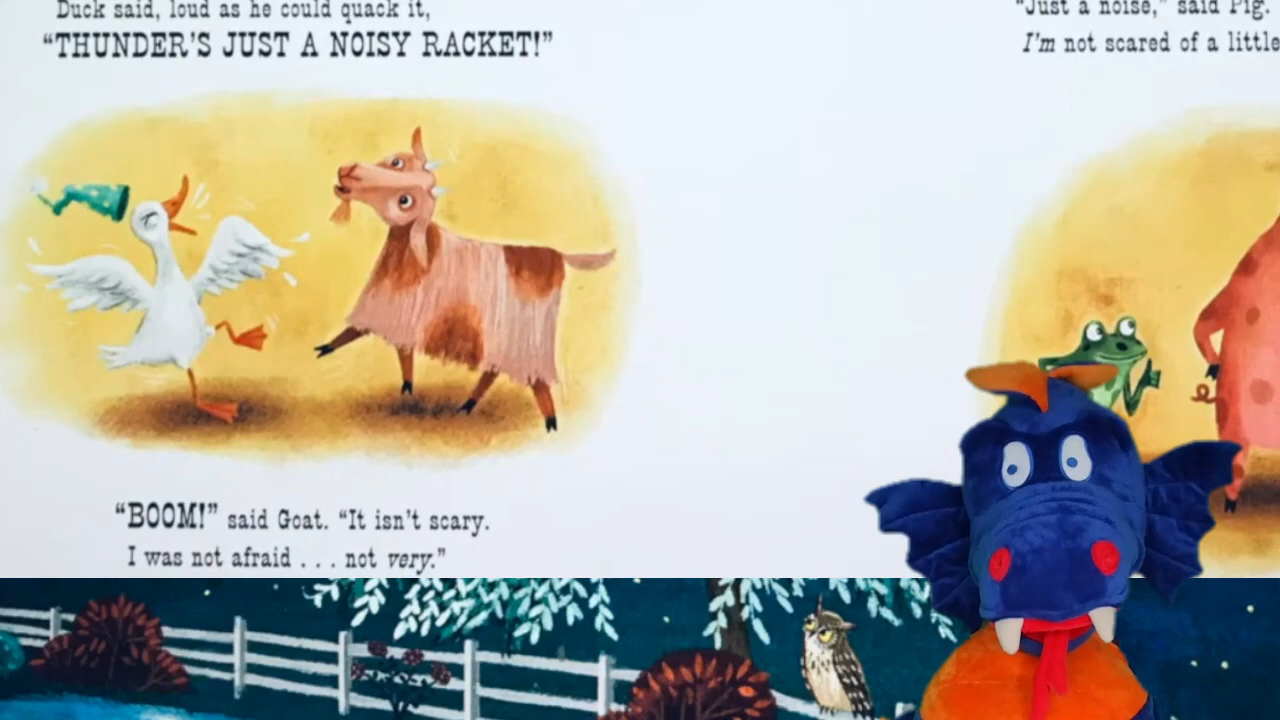 Duck said, loud as he could quack it,
“THUNDER’S JUST A NOISY RACKET!”
“BOOM!” said Goat. “It isn’t scary.
I was not afraid . . . not very.”
“Just a noise,” said Pig.
I’m not scared of a little